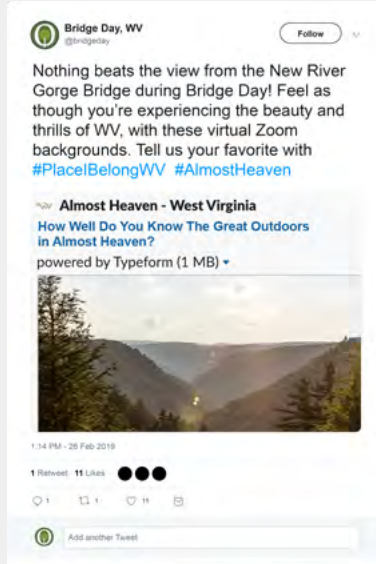 Bridge Day, WV
@bridgeday
Follow
Nothing beats the view from the New River
Gorge Bridge during Bridge Day! Feel as
though you're experiencing the beauty and
thrills of WV, with these virtual Zoom
backgrounds. Tell us your favorite with
#PlaceIBelongWV #AlmostHeaven
Almost Heaven - West Virginia
How Well Do You Know The Great Outdoors
in Almost Heaven?
powered by Typeform (1 MB)
1:14 PM - 26 Feb 2019
1 Retweet 11 Likes
1 1 11
Add another Tweet